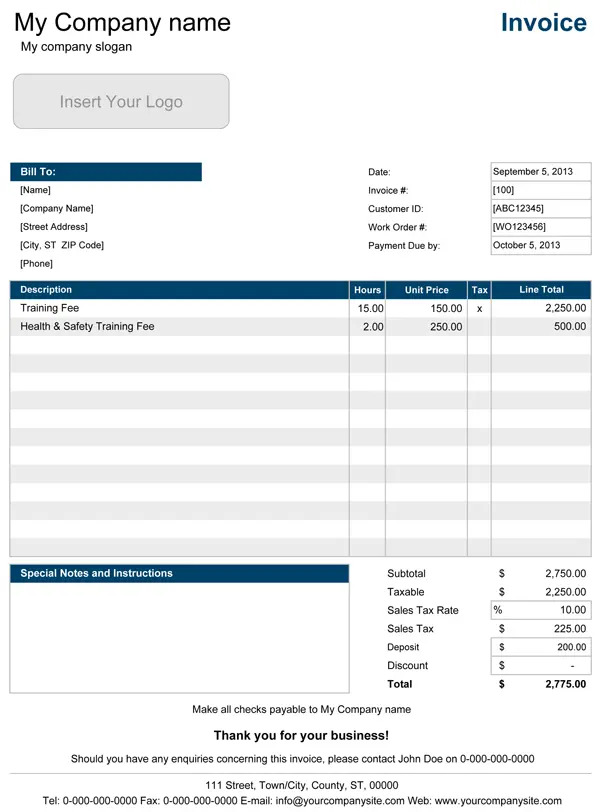 My Company name
Invoice
My company slogan
Insert Your Logo
Bill To:
Date: September 5, 2013
[Name]
Invoice #: [100]
[Company Name]
Customer ID: [ABC12345]
[Street Address]
Work Order #: [WO123456]
[City, ST  ZIP Code]
Payment Due by: October 5, 2013
[Phone]
Description Hours Unit Price Tax Line Total
Training Fee 15.00 150.00 x 2,250.00
Health & Safety Training Fee 2.00 250.00 500.00
Special Notes and Instructions
Subtotal $ 2,750.00
Taxable $ 2,250.00
Sales Tax Rate % 10.00
Sales Tax $ 225.00
Deposit $ 200.00
Discount $ -
Total $ 2,775.00
Make all checks payable to My Company name
Thank you for your business!
Should you have any enquiries concerning this invoice, please contact John Doe on 0-000-000-0000
111 Street, Town/City, County, ST, 00000
Tel: 0-000-000-0000 Fax: 0-000-000-0000 E-mail: info@yourcompanysite.com Web: www.yourcompanysite.com